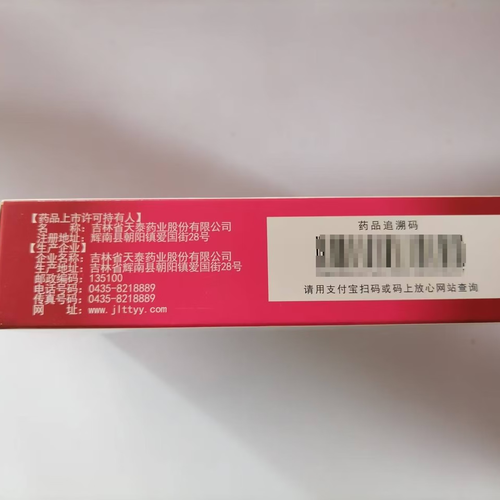 【药品上市许可持有人】
名 称：吉林省天泰药业股份有限公司
注册地址：辉南县朝阳镇爱国街28号
【生产企业】
企业名称：吉林省天泰药业股份有限公司
生产地址：吉林省辉南县朝阳镇爱国街28号
邮政编码：135100
电话号码：0435-8218889
传真号码：0435-8218889
网 址：www.jlttyy.com
药品追溯码
请用支付宝扫码或码上放心网站查询